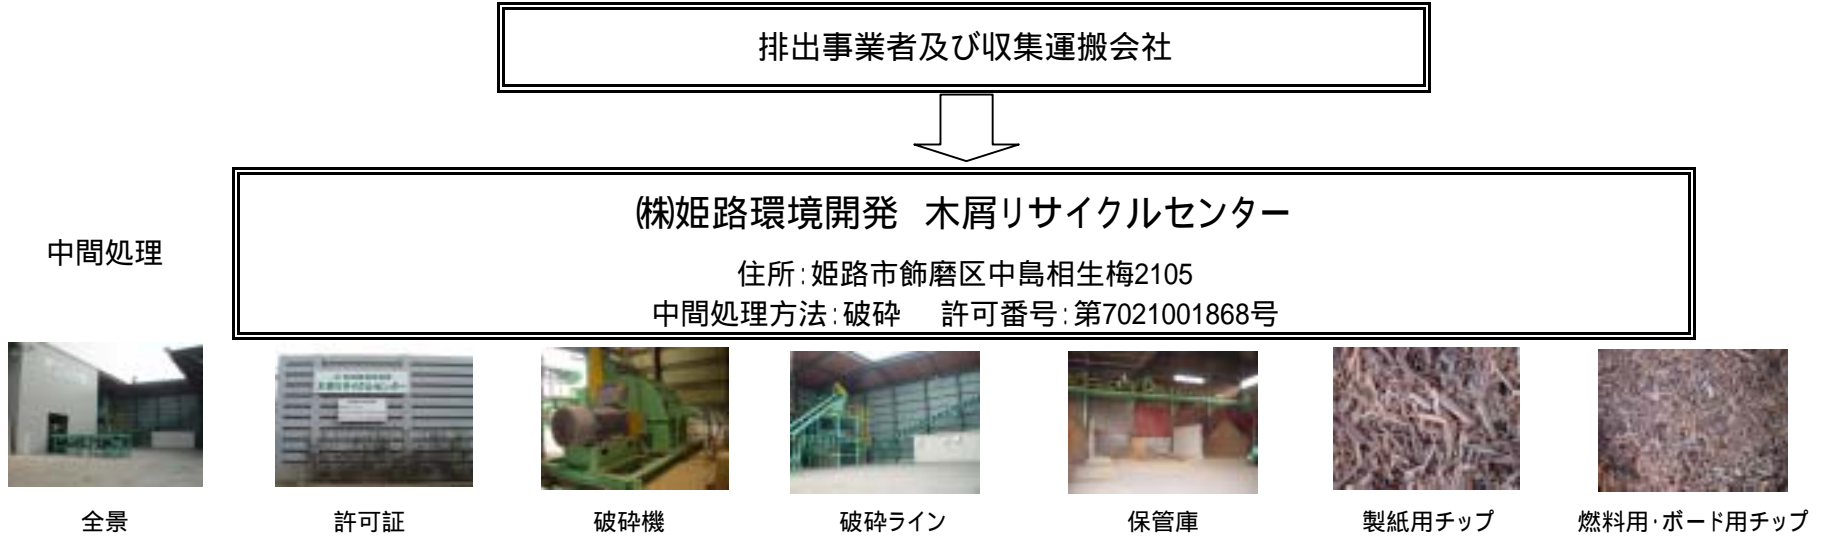 排出事業者及び収集運搬会社
㈱姫路環境開発 木屑リサイクルセンター
中間処理
住所:姫路市飾磨区中島相生梅2105
中間処理方法:破砕 許可番号:第7021001868号
全景
許可証
破砕機
破砕ライン
保管庫
製紙用チップ
燃料用・ボード用チップ